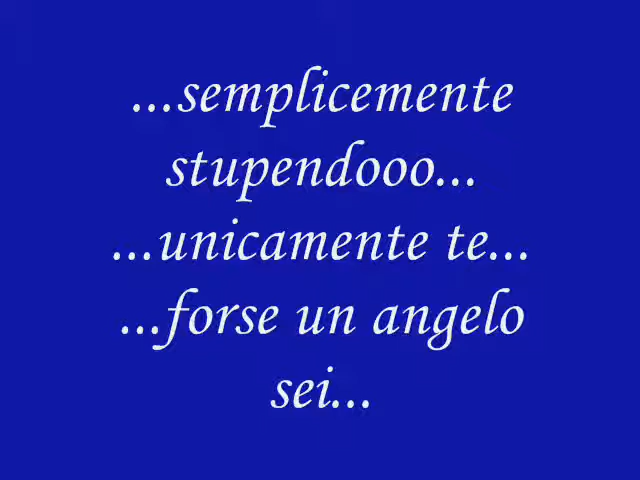 ...semplicemente
stupendooo...
...unicamente te...
...forse un angelo
sei...